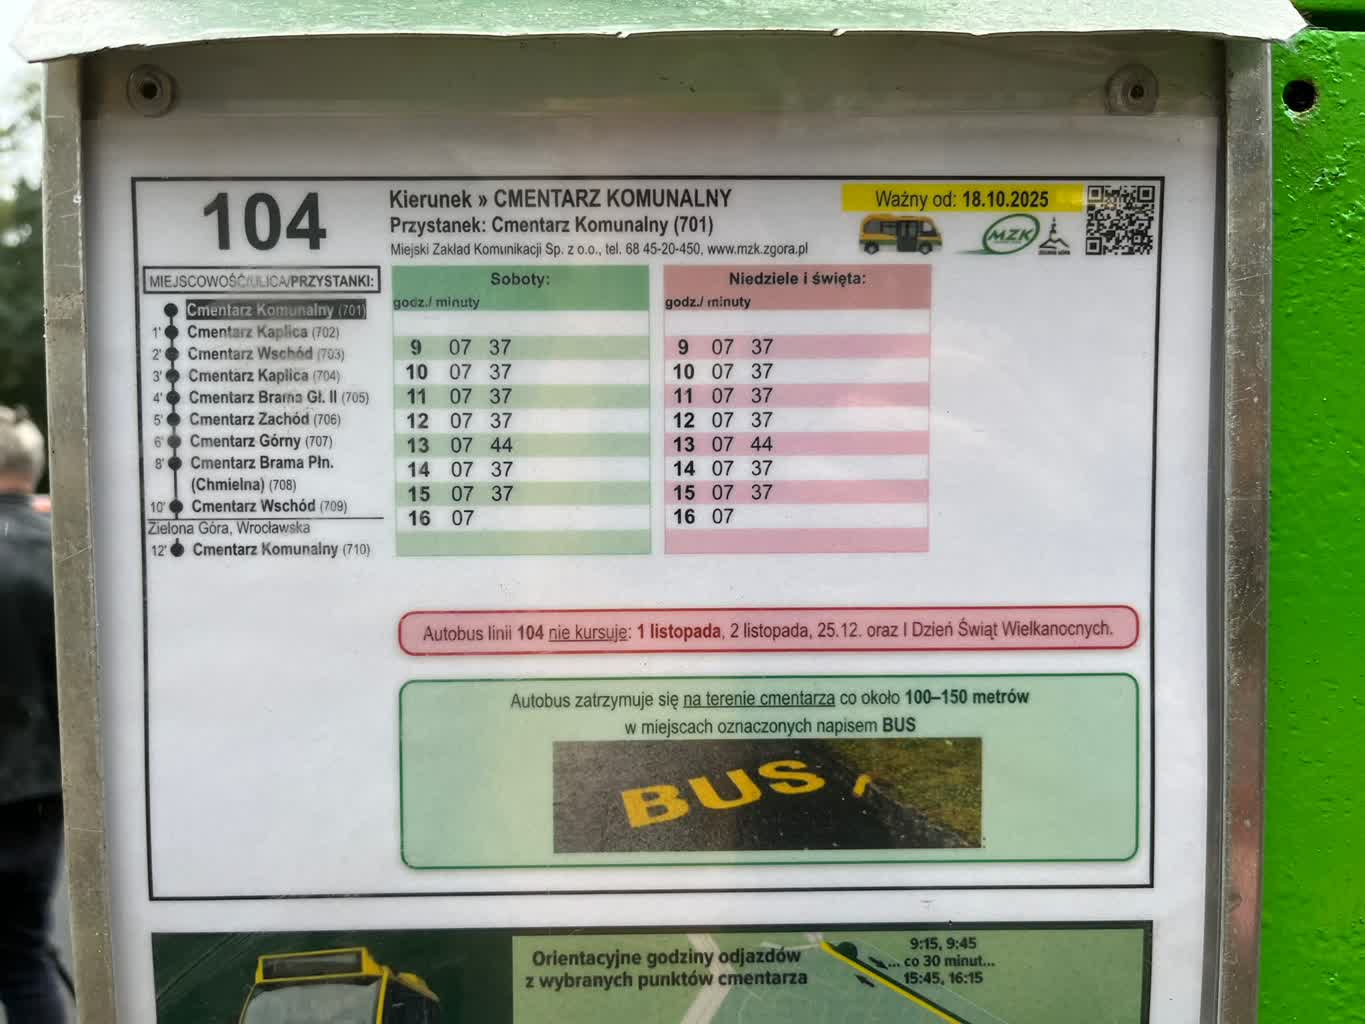 104
Kierunek » CMENTARZ KOMUNALNY
Przystanek: Cmentarz Komunalny (701)
Miejski Zakład Komunikacji Sp. z o.o., tel. 68 45-20-450, www.mzk.zgora.pl
Ważny od: 18.10.2025
MZK
MIEJSCOWOŚĆ/ULICA/PRZYSTANKI:
Cmentarz Komunalny (701)
1' Cmentarz Kaplica (702)
2' Cmentarz Wschód (703)
3' Cmentarz Kaplica (704)
4' Cmentarz Brama Gł. II (705)
5' Cmentarz Zachód (706)
6' Cmentarz Górny (707)
8' Cmentarz Brama Płn.
(Chmielna) (708)
10' Cmentarz Wschód (709)
Zielona Góra, Wrocławska
12' Cmentarz Komunalny (710)
Soboty:
godz./ minuty
9 07 37
10 07 37
11 07 37
12 07 37
13 07 44
14 07 37
15 07 37
16 07
Niedziele i święta:
godz./ minuty
9 07 37
10 07 37
11 07 37
12 07 37
13 07 44
14 07 37
15 07 37
16 07
Autobus linii 104 nie kursuje: 1 listopada, 2 listopada, 25.12. oraz I Dzień Świąt Wielkanocnych.
Autobus zatrzymuje się na terenie cmentarza co około 100–150 metrów
w miejscach oznaczonych napisem BUS
BUS
Orientacyjne godziny odjazdów
z wybranych punktów cmentarza
9:15, 9:45
... co 30 minut...
15:45, 16:15